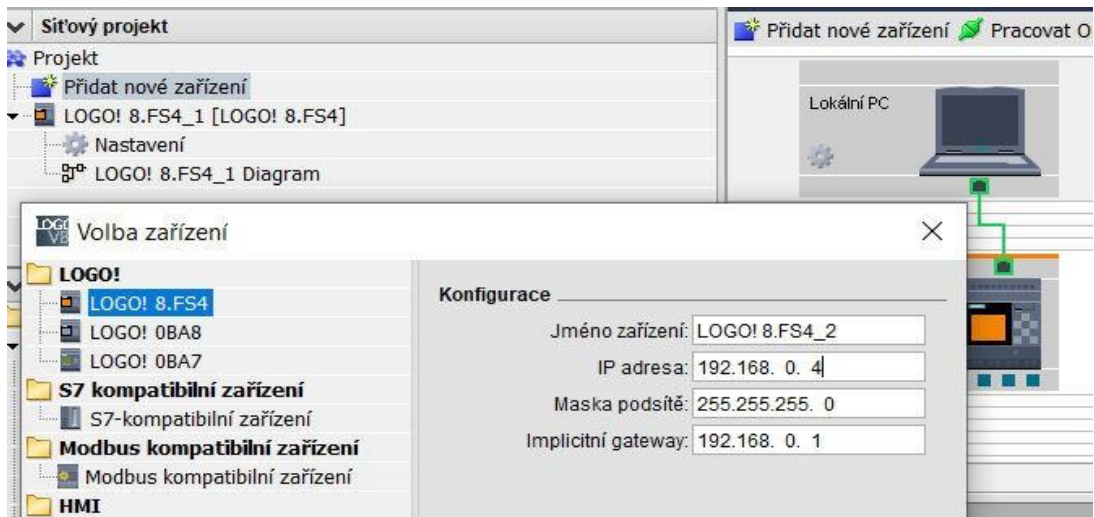 Síťový projekt
Projekt
Přidat nové zařízení
LOGO! 8.FS4_1 [LOGO! 8.FS4]
Nastavení
LOGO! 8.FS4_1 Diagram
Přidat nové zařízení Pracovat O
Lokální PC
Volba zařízení
LOGO!
LOGO! 8.FS4
LOGO! 0BA8
LOGO! 0BA7
S7 kompatibilní zařízení
S7-kompatibilní zařízení
Modbus kompatibilní zařízení
Modbus kompatibilní zařízení
HMI
Konfigurace
Jméno zařízení: LOGO! 8.FS4_2
IP adresa: 192.168. 0. 4
Maska podsítě: 255.255.255. 0
Implicitní gateway: 192.168. 0. 1